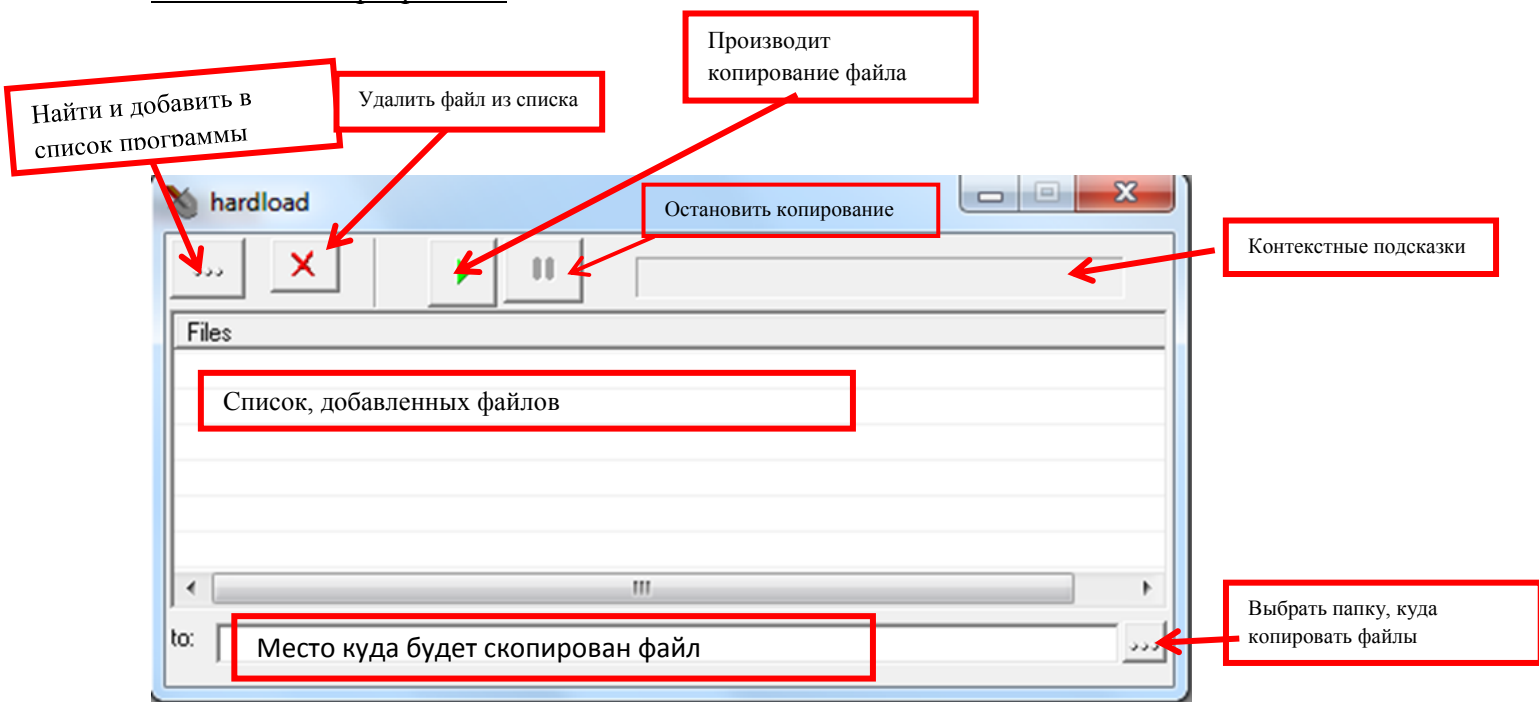 Производит
копирование файла
Найти и добавить в
список программы
Удалить файл из списка
hardload
Остановить копирование
Контекстные подсказки
Files
Список, добавленных файлов
Выбрать папку, куда
копировать файлы
to:
Место куда будет скопирован файл